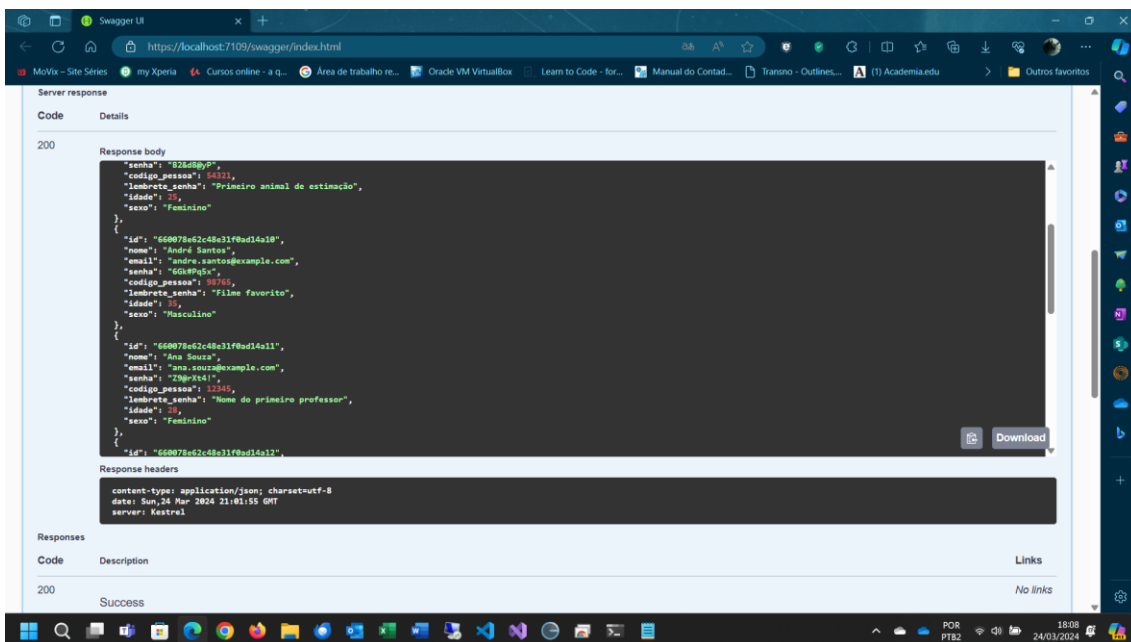 Swagger UI
https://localhost:7109/swagger/index.html
MoVix – Site Séries
my Xperia
Cursos online - a q...
Área de trabalho re...
Oracle VM VirtualBox
Learn to Code - for...
Manual do Contad...
Transno - Outlines,...
(1) Academia.edu
Outros favoritos
Server response
Code Details
200
Response body
"senha": "B2&d8@yP",
"codigo_pessoa": 54321,
"lembrete_senha": "Primeiro animal de estimação",
"idade": 25,
"sexo": "Feminino"
},
{
"id": "660078e62c48e31f0ad14a10",
"nome": "André Santos",
"email": "andre.santos@example.com",
"senha": "6Gk#Pq5x",
"codigo_pessoa": 98765,
"lembrete_senha": "Filme favorito",
"idade": 35,
"sexo": "Masculino"
},
{
"id": "660078e62c48e31f0ad14a11",
"nome": "Ana Souza",
"email": "ana.souza@example.com",
"senha": "Z9@rXt4!",
"codigo_pessoa": 12345,
"lembrete_senha": "Nome do primeiro professor",
"idade": 28,
"sexo": "Feminino"
},
{
"id": "660078e62c48e31f0ad14a12",
Download
Response headers
content-type: application/json; charset=utf-8
date: Sun,24 Mar 2024 21:01:55 GMT
server: Kestrel
Responses
Code Description Links
200 No links
Success
POR
PTB2
18:08
24/03/2024